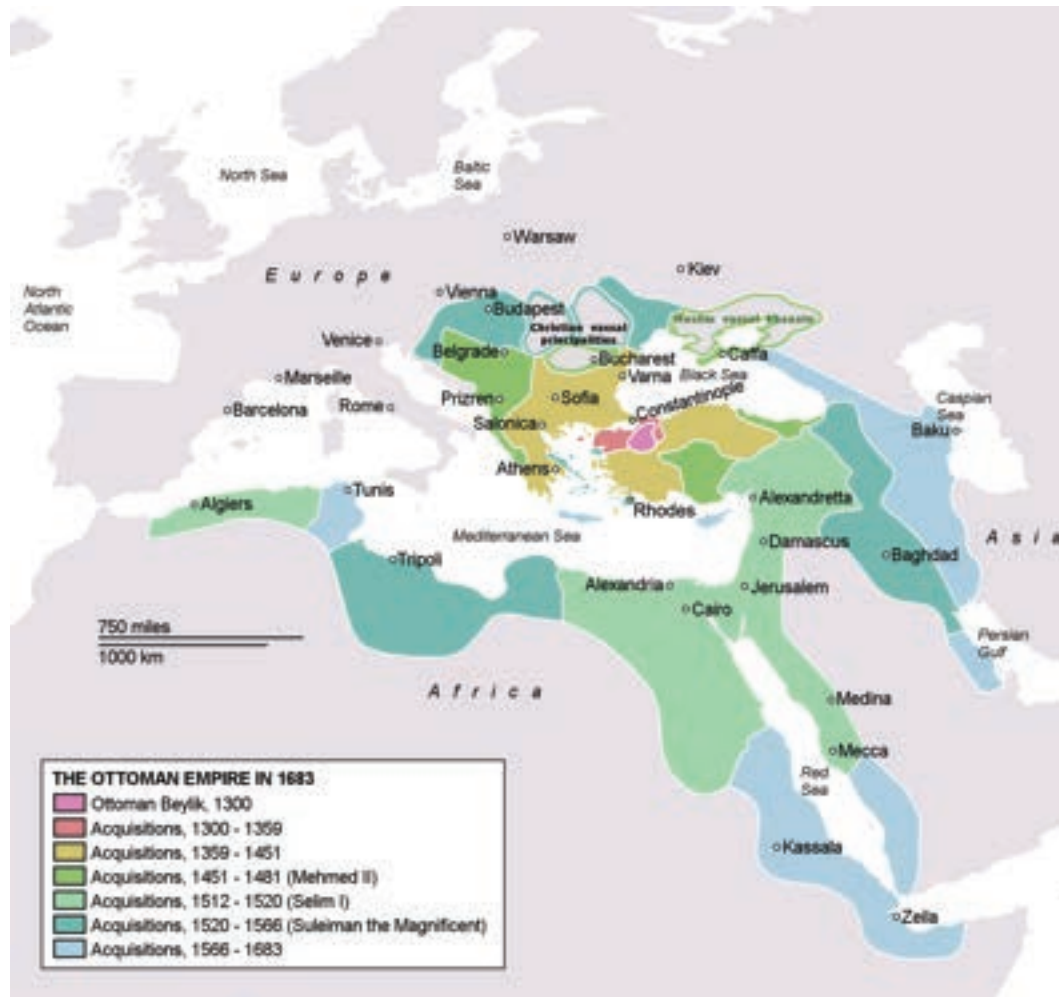 North Sea
Baltic
Sea
Warsaw
Europe
Kiev
North
Atlantic
Ocean
Vienna
Budapest
Christian vassal
principalities
Venice
Belgrade
Bucharest
Caffa
Marseille
Varna
Black Sea
Barcelona
Rome
Prizren
Sofia
Constantinople
Caspian
Sea
Salonica
Baku
Athens
Algiers
Tunis
Rhodes
Alexandretta
Mediterranean Sea
Damascus
Asia
Tripoli
Baghdad
Alexandria
Jerusalem
Cairo
750 miles
1000 km
Persian
Gulf
Africa
Medina
Mecca
Red
Sea
Kassala
Zeila
THE OTTOMAN EMPIRE IN 1683
Ottoman Beylik, 1300
Acquisitions, 1300 - 1359
Acquisitions, 1359 - 1451
Acquisitions, 1451 - 1481 (Mehmed II)
Acquisitions, 1512 - 1520 (Selim I)
Acquisitions, 1520 - 1566 (Suleiman the Magnificent)
Acquisitions, 1566 - 1683